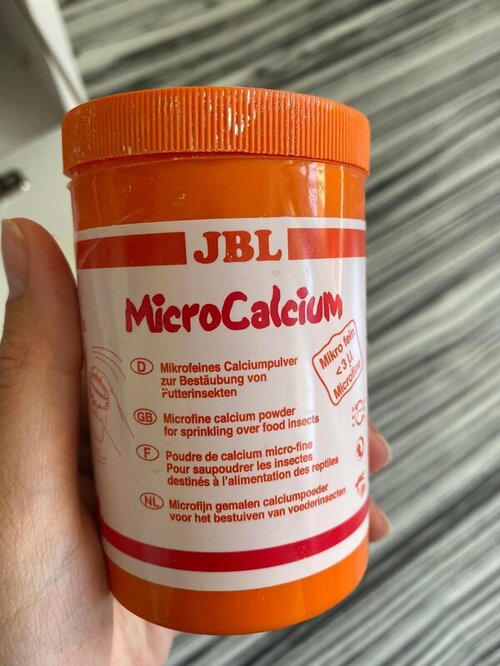 JBL
MicroCalcium
Mikro fein
< 3 µ
Microfine
D Mikrofeines Calciumpulver
zur Bestäubung von
Futterinsekten
GB Microfine calcium powder
for sprinkling over food insects
F Poudre de calcium micro-fine
Pour saupoudrer les insectes
destinés à l'alimentation des reptiles
NL Microfijn gemalen calciumpoeder
voor het bestuiven van voederinsecten